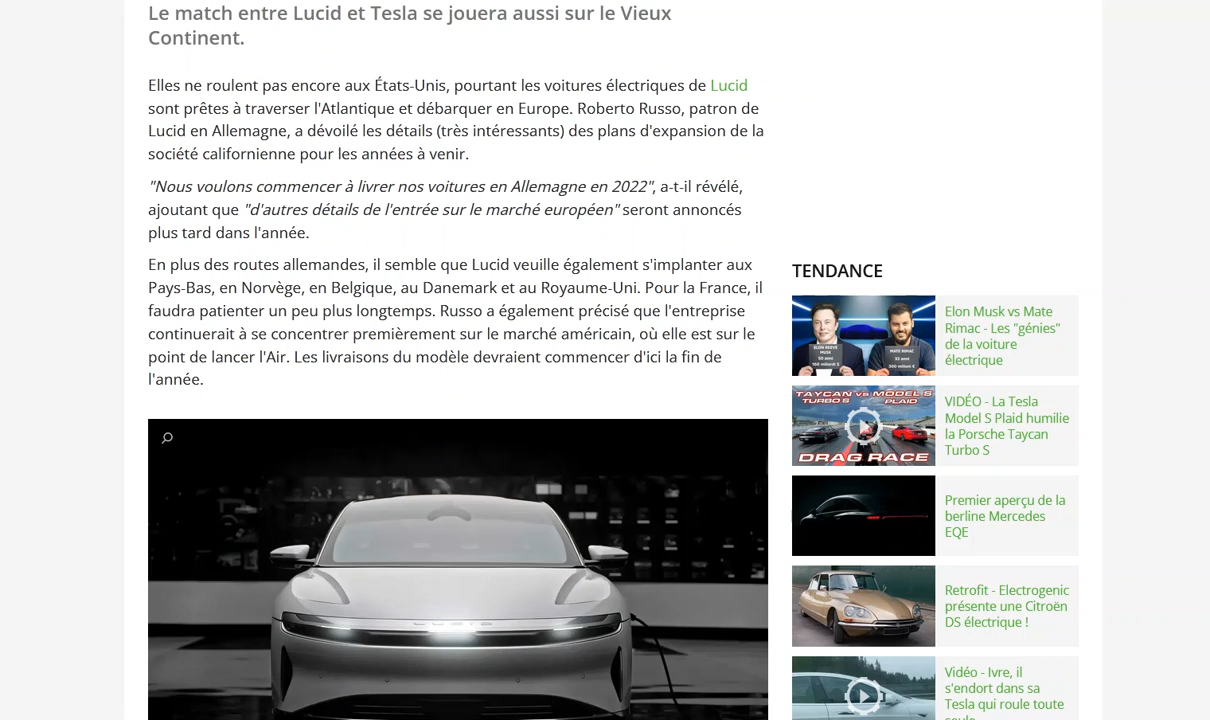 Le match entre Lucid et Tesla se jouera aussi sur le Vieux
Continent.
Elles ne roulent pas encore aux États-Unis, pourtant les voitures électriques de Lucid
sont prêtes à traverser l'Atlantique et débarquer en Europe. Roberto Russo, patron de
Lucid en Allemagne, a dévoilé les détails (très intéressants) des plans d'expansion de la
société californienne pour les années à venir.
"Nous voulons commencer à livrer nos voitures en Allemagne en 2022", a-t-il révélé,
ajoutant que "d'autres détails de l'entrée sur le marché européen" seront annoncés
plus tard dans l'année.
En plus des routes allemandes, il semble que Lucid veuille également s'implanter aux
Pays-Bas, en Norvège, en Belgique, au Danemark et au Royaume-Uni. Pour la France, il
faudra patienter un peu plus longtemps. Russo a également précisé que l'entreprise
continuerait à se concentrer premièrement sur le marché américain, où elle est sur le
point de lancer l'Air. Les livraisons du modèle devraient commencer d'ici la fin de
l'année.
TENDANCE
Elon Musk vs Mate
Rimac - Les "génies"
de la voiture
électrique
TAYCAN vs MODEL S
TURBO S PLAID
DRAG RACE
VIDÉO - La Tesla
Model S Plaid humilie
la Porsche Taycan
Turbo S
Premier aperçu de la
berline Mercedes
EQE
Retrofit - Electrogenic
présente une Citroën
DS électrique !
Vidéo - Ivre, il
s'endort dans sa
Tesla qui roule toute